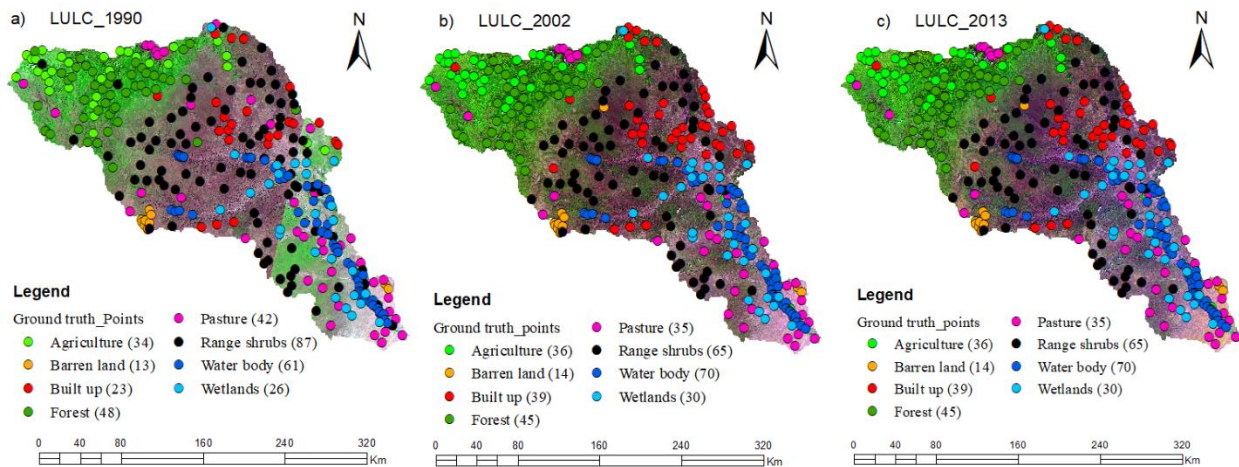 a) LULC_1990 N
Legend
Ground truth_Points
Agriculture (34)
Barren land (13)
Built up (23)
Forest (48)
Pasture (42)
Range shrubs (87)
Water body (61)
Wetlands (26)
0 40 80 160 240 320
Km
b) LULC_2002 N
Legend
Ground truth_points
Agriculture (36)
Barren land (14)
Built up (39)
Forest (45)
Pasture (35)
Range shrubs (65)
Water body (70)
Wetlands (30)
0 40 80 160 240 320
Km
c) LULC_2013 N
Legend
Ground truth_points
Agriculture (36)
Barren land (14)
Built up (39)
Forest (45)
Pasture (35)
Range shrubs (65)
Water body (70)
Wetlands (30)
0 40 80 160 240 320
Km